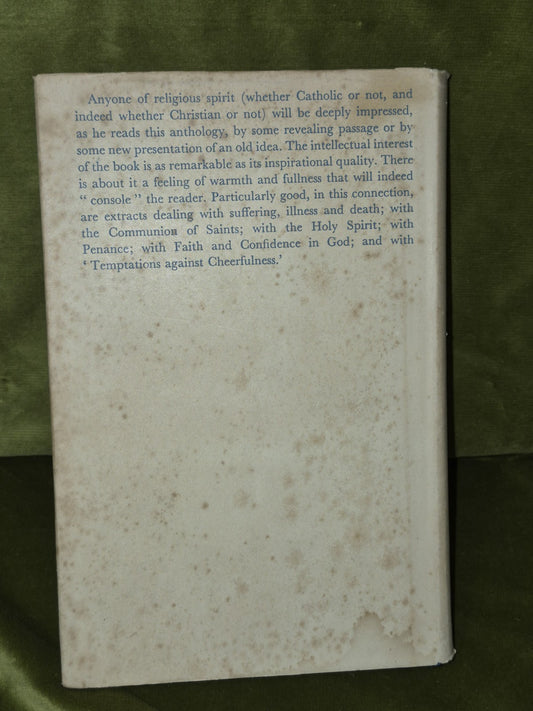 Anyone of religious spirit (whether Catholic or not, and
indeed whether Christian or not) will be deeply impressed,
as he reads this anthology, by some revealing passage or by
some new presentation of an old idea. The intellectual interest
of the book is as remarkable as its inspirational quality. There
is about it a feeling of warmth and fullness that will indeed
“ console ” the reader. Particularly good, in this connection,
are extracts dealing with suffering, illness and death; with
the Communion of Saints; with the Holy Spirit; with
Penance; with Faith and Confidence in God; and with
‘ Temptations against Cheerfulness.’